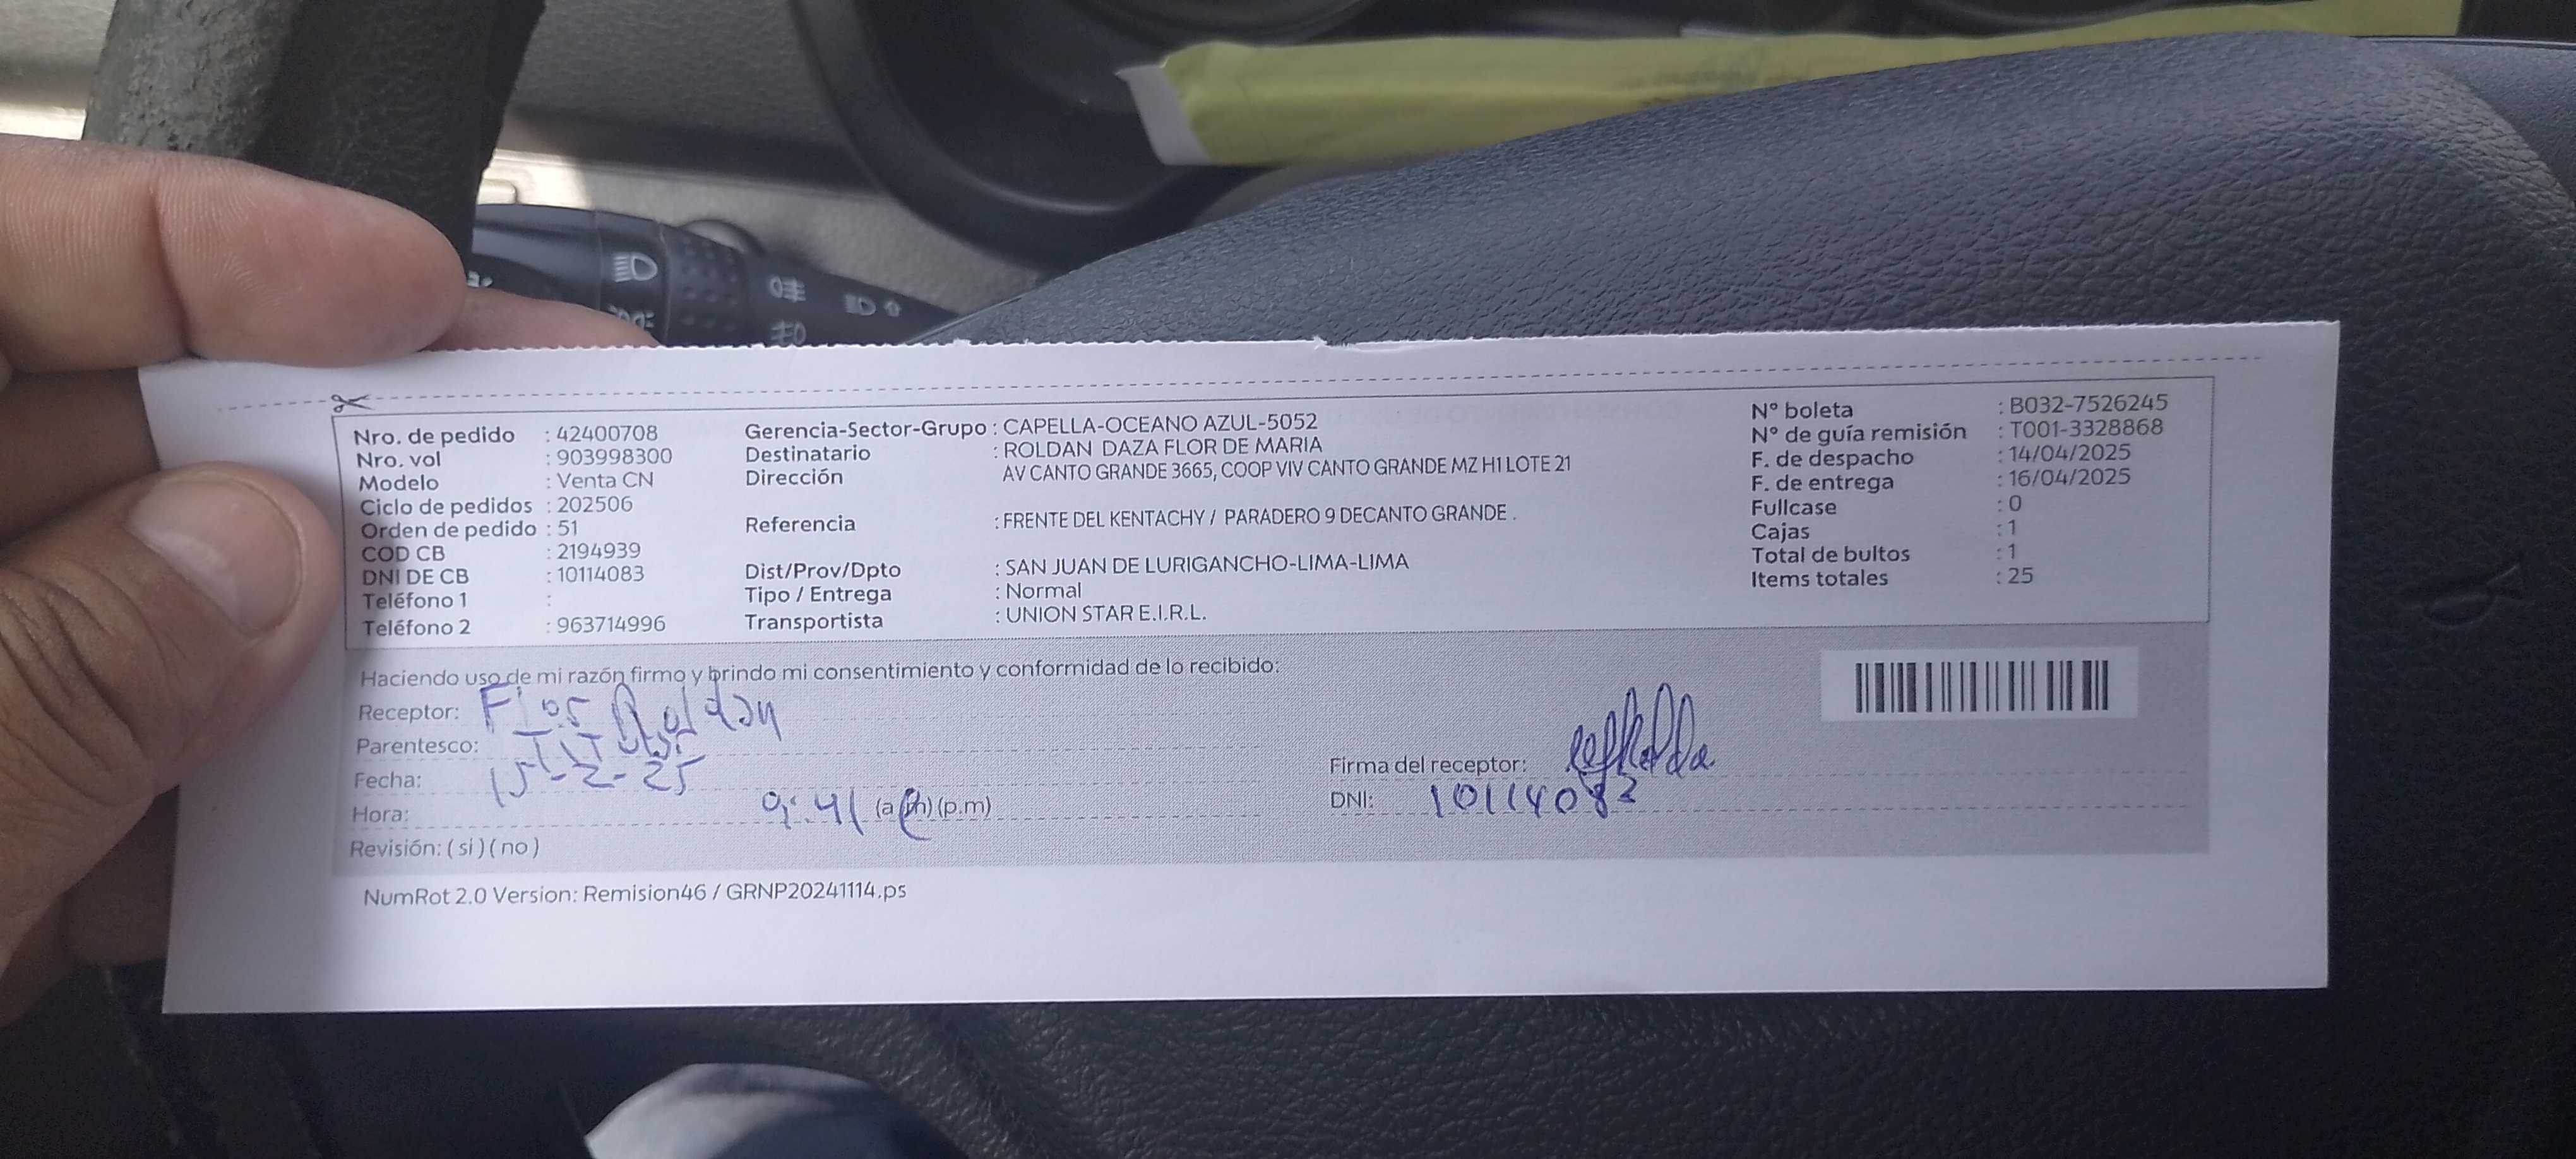 Nro. de pedido : 42400708
Nro. vol : 903998300
Modelo : Venta CN
Ciclo de pedidos : 202506
Orden de pedido : 51
COD CB : 2194939
DNI DE CB : 10114083
Teléfono 1 :
Teléfono 2 : 963714996
Gerencia-Sector-Grupo : CAPELLA-OCEANO AZUL-5052
Destinatario : ROLDAN DAZA FLOR DE MARIA
Dirección AV CANTO GRANDE 3665, COOP VIV CANTO GRANDE MZ H1 LOTE 21
Referencia : FRENTE DEL KENTACHY / PARADERO 9 DECANTO GRANDE .
Dist/Prov/Dpto : SAN JUAN DE LURIGANCHO-LIMA-LIMA
Tipo / Entrega : Normal
Transportista : UNION STAR E.I.R.L.
N° boleta : B032-7526245
N° de guía remisión : T001-3328868
F. de despacho : 14/04/2025
F. de entrega : 16/04/2025
Fullcase : 0
Cajas : 1
Total de bultos : 1
Items totales : 25
Haciendo uso de mi razón firmo y brindo mi consentimiento y conformidad de lo recibido:
Receptor: Flor Roldan
Parentesco: TITULAR
Fecha: 15-2-25
Hora: 9:41 (a.m) (p.m)
Revisión: ( si ) ( no )
Firma del receptor:
DNI: 10114083
NumRot 2.0 Version: Remision46 / GRNP20241114.ps